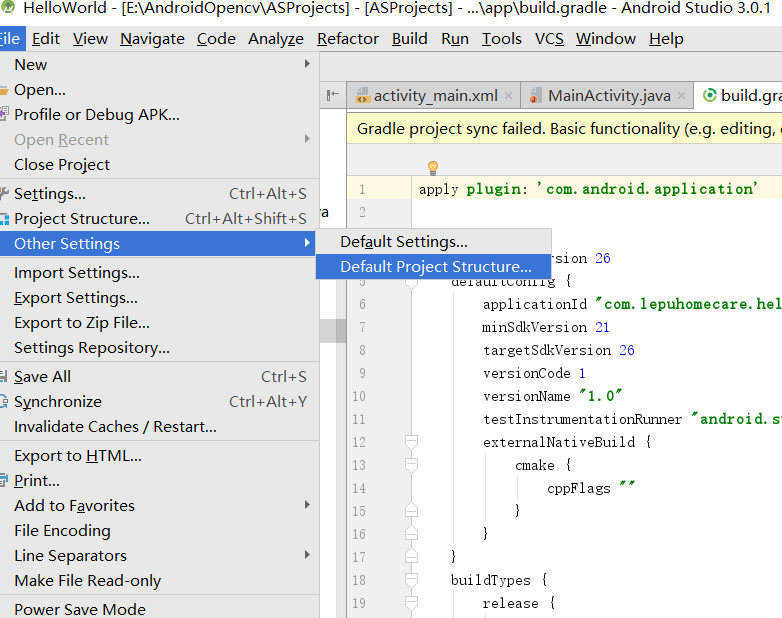 HelloWorld - [E:\AndroidOpencv\ASProjects] - [ASProjects] - ...\app\build.gradle - Android Studio 3.0.1
File Edit View Navigate Code Analyze Refactor Build Run Tools VCS Window Help
New
Open...
Profile or Debug APK...
Open Recent
Close Project
Settings... Ctrl+Alt+S
Project Structure... Ctrl+Alt+Shift+S
Other Settings
Import Settings...
Export Settings...
Export to Zip File...
Settings Repository...
Save All Ctrl+S
Synchronize Ctrl+Alt+Y
Invalidate Caches / Restart...
Export to HTML...
Print...
Add to Favorites
File Encoding
Line Separators
Make File Read-only
Power Save Mode
Default Settings...
Default Project Structure...
activity_main.xml MainActivity.java build.gra
Gradle project sync failed. Basic functionality (e.g. editing,
1 apply plugin: 'com.android.application'
2
sion 26
5 defaultConfig {
6 applicationId "com.lepuhomecare.hel
7 minSdkVersion 21
8 targetSdkVersion 26
9 versionCode 1
10 versionName "1.0"
11 testInstrumentationRunner "android.s
12 externalNativeBuild {
13 cmake {
14 cppFlags ""
15 }
16 }
17 }
18 buildTypes {
19 release {